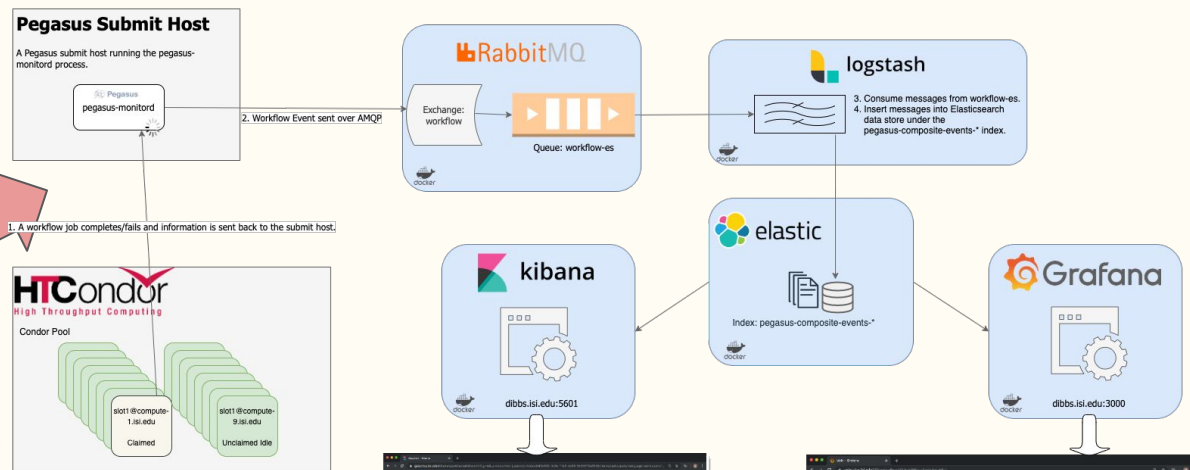 Pegasus Submit Host
A Pegasus submit host running the pegasus-
monitord process.
Pegasus
pegasus-monitord
2. Workflow Event sent over AMQP
RabbitMQ
Exchange:
workflow
Queue: workflow-es
docker
logstash
3. Consume messages from workflow-es.
4. Insert messages into Elasticsearch
data store under the
pegasus-composite-events-* index.
docker
1. A workflow job completes/fails and information is sent back to the submit host.
HTCondor
High Throughput Computing
Condor Pool
slot1@compute-
1.isi.edu
Claimed
slot1@compute-
9.isi.edu
Unclaimed Idle
kibana
dibbs.isi.edu:5601
docker
elastic
Index: pegasus-composite-events-*
docker
Grafana
dibbs.isi.edu:3000
docker